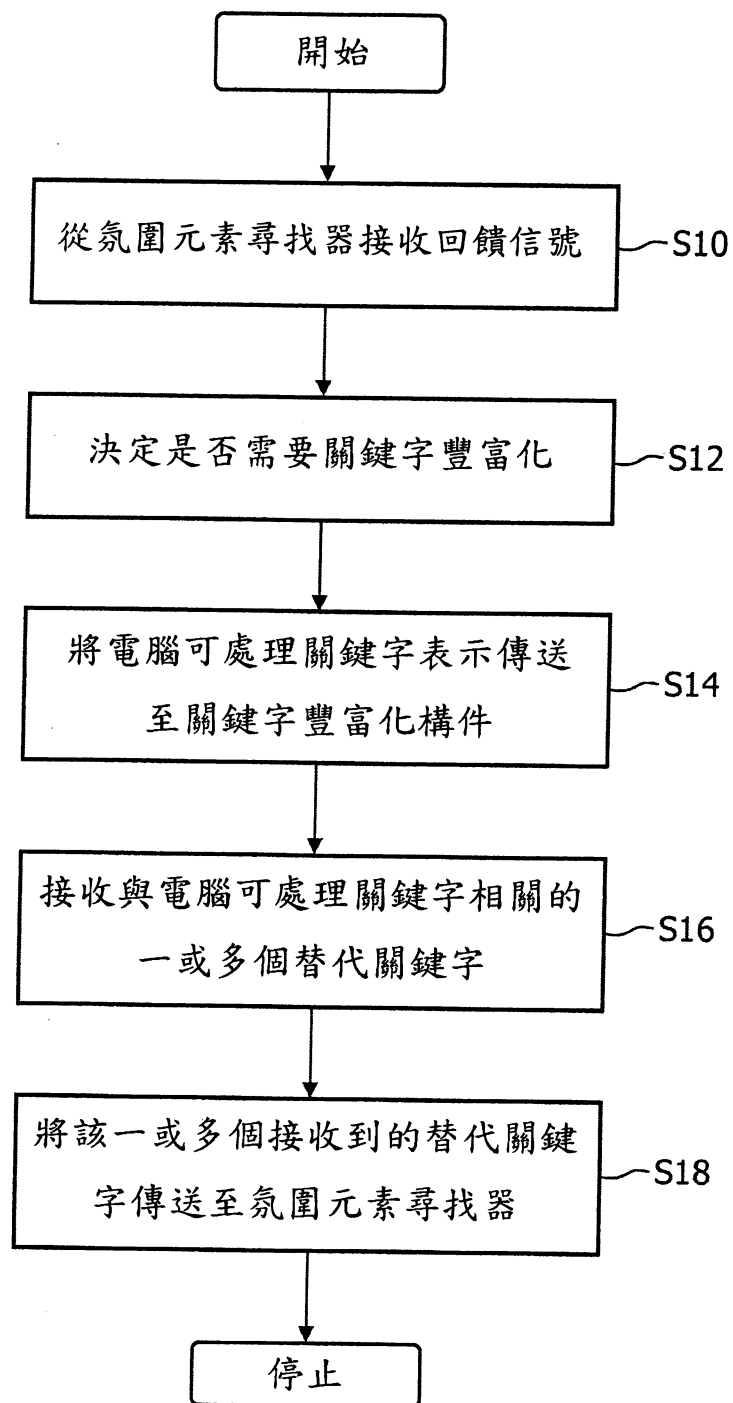 開始
從氛圍元素尋找器接收回饋信號
S10
決定是否需要關鍵字豐富化
S12
將電腦可處理關鍵字表示傳送
至關鍵字豐富化構件
S14
接收與電腦可處理關鍵字相關的
一或多個替代關鍵字
S16
將該一或多個接收到的替代關鍵
字傳送至氛圍元素尋找器
S18
停止